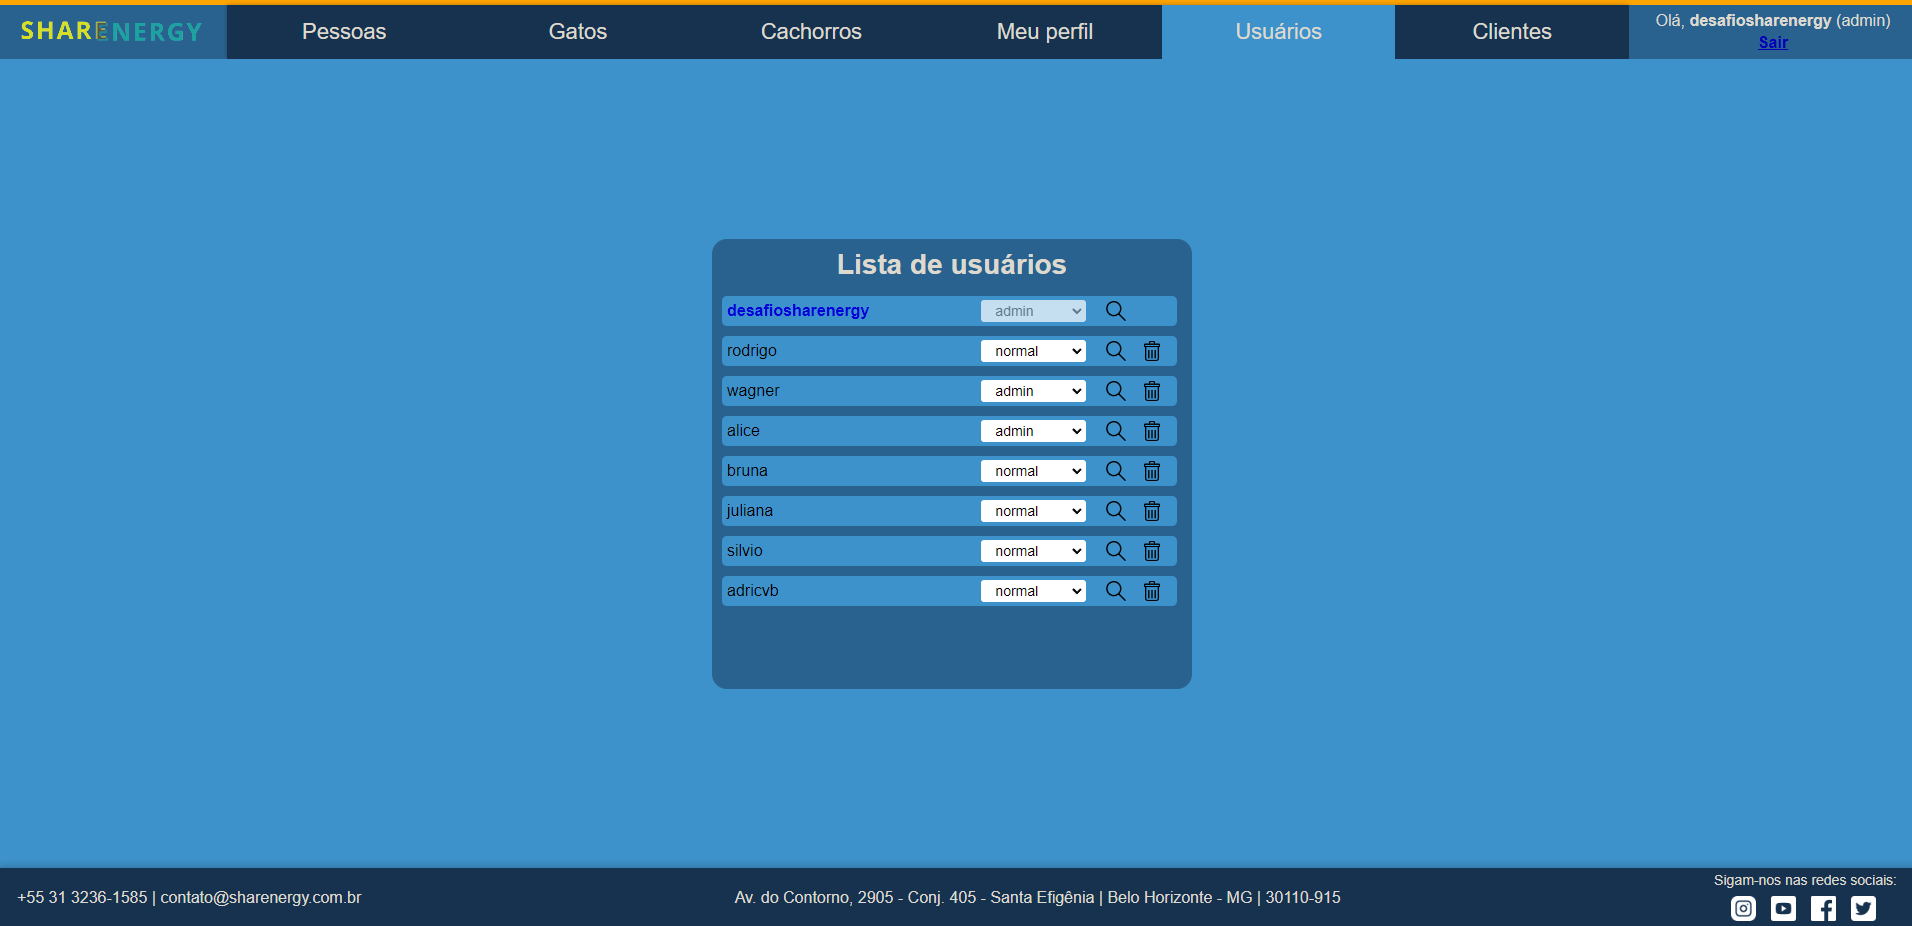 SHARENERGY
Pessoas
Gatos
Cachorros
Meu perfil
Usuários
Clientes
Olá, desafiosharenergy (admin)
Sair
Lista de usuários
desafiosharenergy admin
rodrigo normal
wagner admin
alice admin
bruna normal
juliana normal
silvio normal
adricvb normal
+55 31 3236-1585 | contato@sharenergy.com.br
Av. do Contorno, 2905 - Conj. 405 - Santa Efigênia | Belo Horizonte - MG | 30110-915
Sigam-nos nas redes sociais: